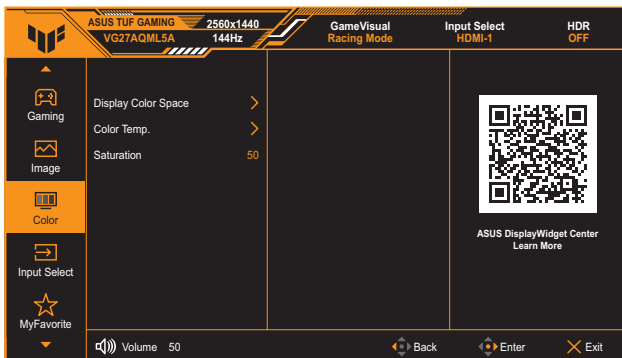 ASUS TUF GAMING 2560x1440
VG27AQML5A 144Hz
GameVisual
Racing Mode
Input Select
HDMI-1
HDR
OFF
Gaming
Image
Color
Input Select
MyFavorite
Display Color Space
Color Temp.
Saturation 50
ASUS DisplayWidget Center
Learn More
Volume 50
Back
Enter
Exit